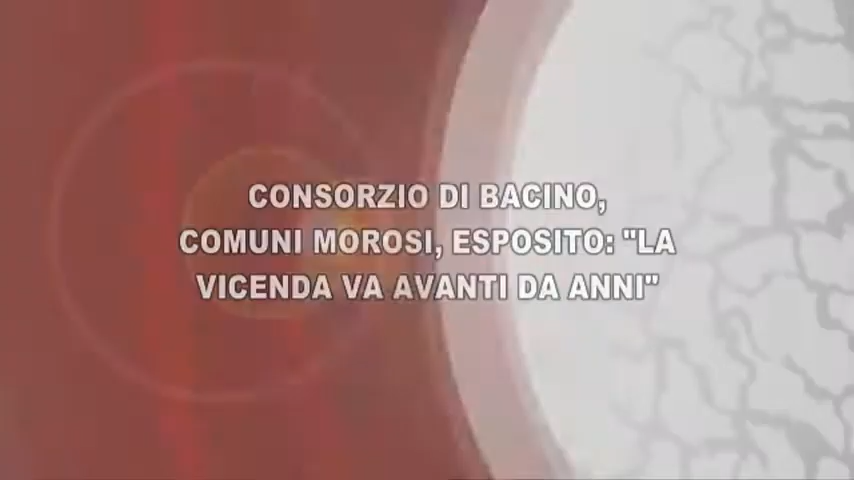 CONSORZIO DI BACINO,
COMUNI MOROSI, ESPOSITO: "LA
VICENDA VA AVANTI DA ANNI"